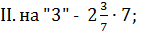 II. на "3" - 2 3/7 · 7;